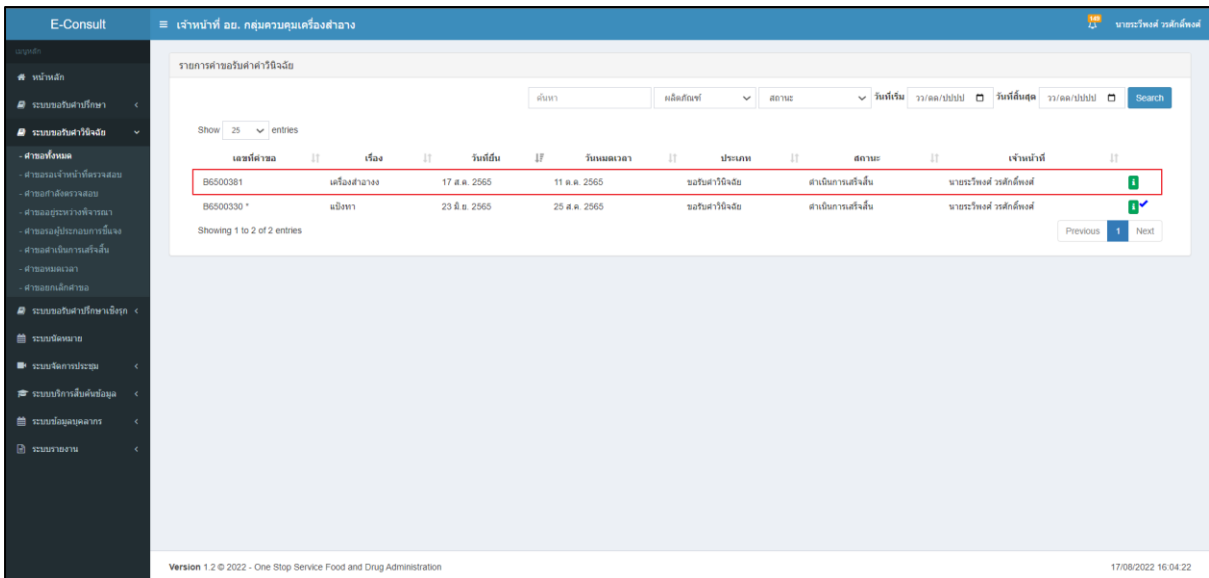 E-Consult
≡ เจ้าหน้าที่ อย. กลุ่มควบคุมเครื่องสำอาง
149
นายระวีพงศ์ วรศักดิ์พงศ์
เมนูหลัก
หน้าหลัก
ระบบขอรับคำปรึกษา
ระบบขอรับคำวินิจฉัย
- คำขอทั้งหมด
- คำขอรอเจ้าหน้าที่ตรวจสอบ
- คำขอกำลังตรวจสอบ
- คำขออยู่ระหว่างพิจารณา
- คำขอรอผู้ประกอบการชี้แจง
- คำขอดำเนินการเสร็จสิ้น
- คำขอหมดเวลา
- คำขอยกเลิกคำขอ
ระบบขอรับคำปรึกษาเชิงรุก
ระบบนัดหมาย
ระบบจัดการประชุม
ระบบบริการสืบค้นข้อมูล
ระบบข้อมูลบุคลากร
ระบบรายงาน
รายการคำขอรับคำคำวินิจฉัย
ค้นหา ผลิตภัณฑ์ สถานะ วันที่เริ่ม วว/ดด/ปปปป วันที่สิ้นสุด วว/ดด/ปปปป Search
Show 25 entries
เลขที่คำขอ เรื่อง วันที่ยื่น วันหมดเวลา ประเภท สถานะ เจ้าหน้าที่
B6500381 เครื่องสำอางง 17 ส.ค. 2565 11 ต.ค. 2565 ขอรับคำวินิจฉัย ดำเนินการเสร็จสิ้น นายระวีพงศ์ วรศักดิ์พงศ์
B6500330 * แป้งทา 23 มิ.ย. 2565 25 ส.ค. 2565 ขอรับคำวินิจฉัย ดำเนินการเสร็จสิ้น นายระวีพงศ์ วรศักดิ์พงศ์
Showing 1 to 2 of 2 entries
Previous 1 Next
Version 1.2 © 2022 - One Stop Service Food and Drug Administration
17/08/2022 16:04:22